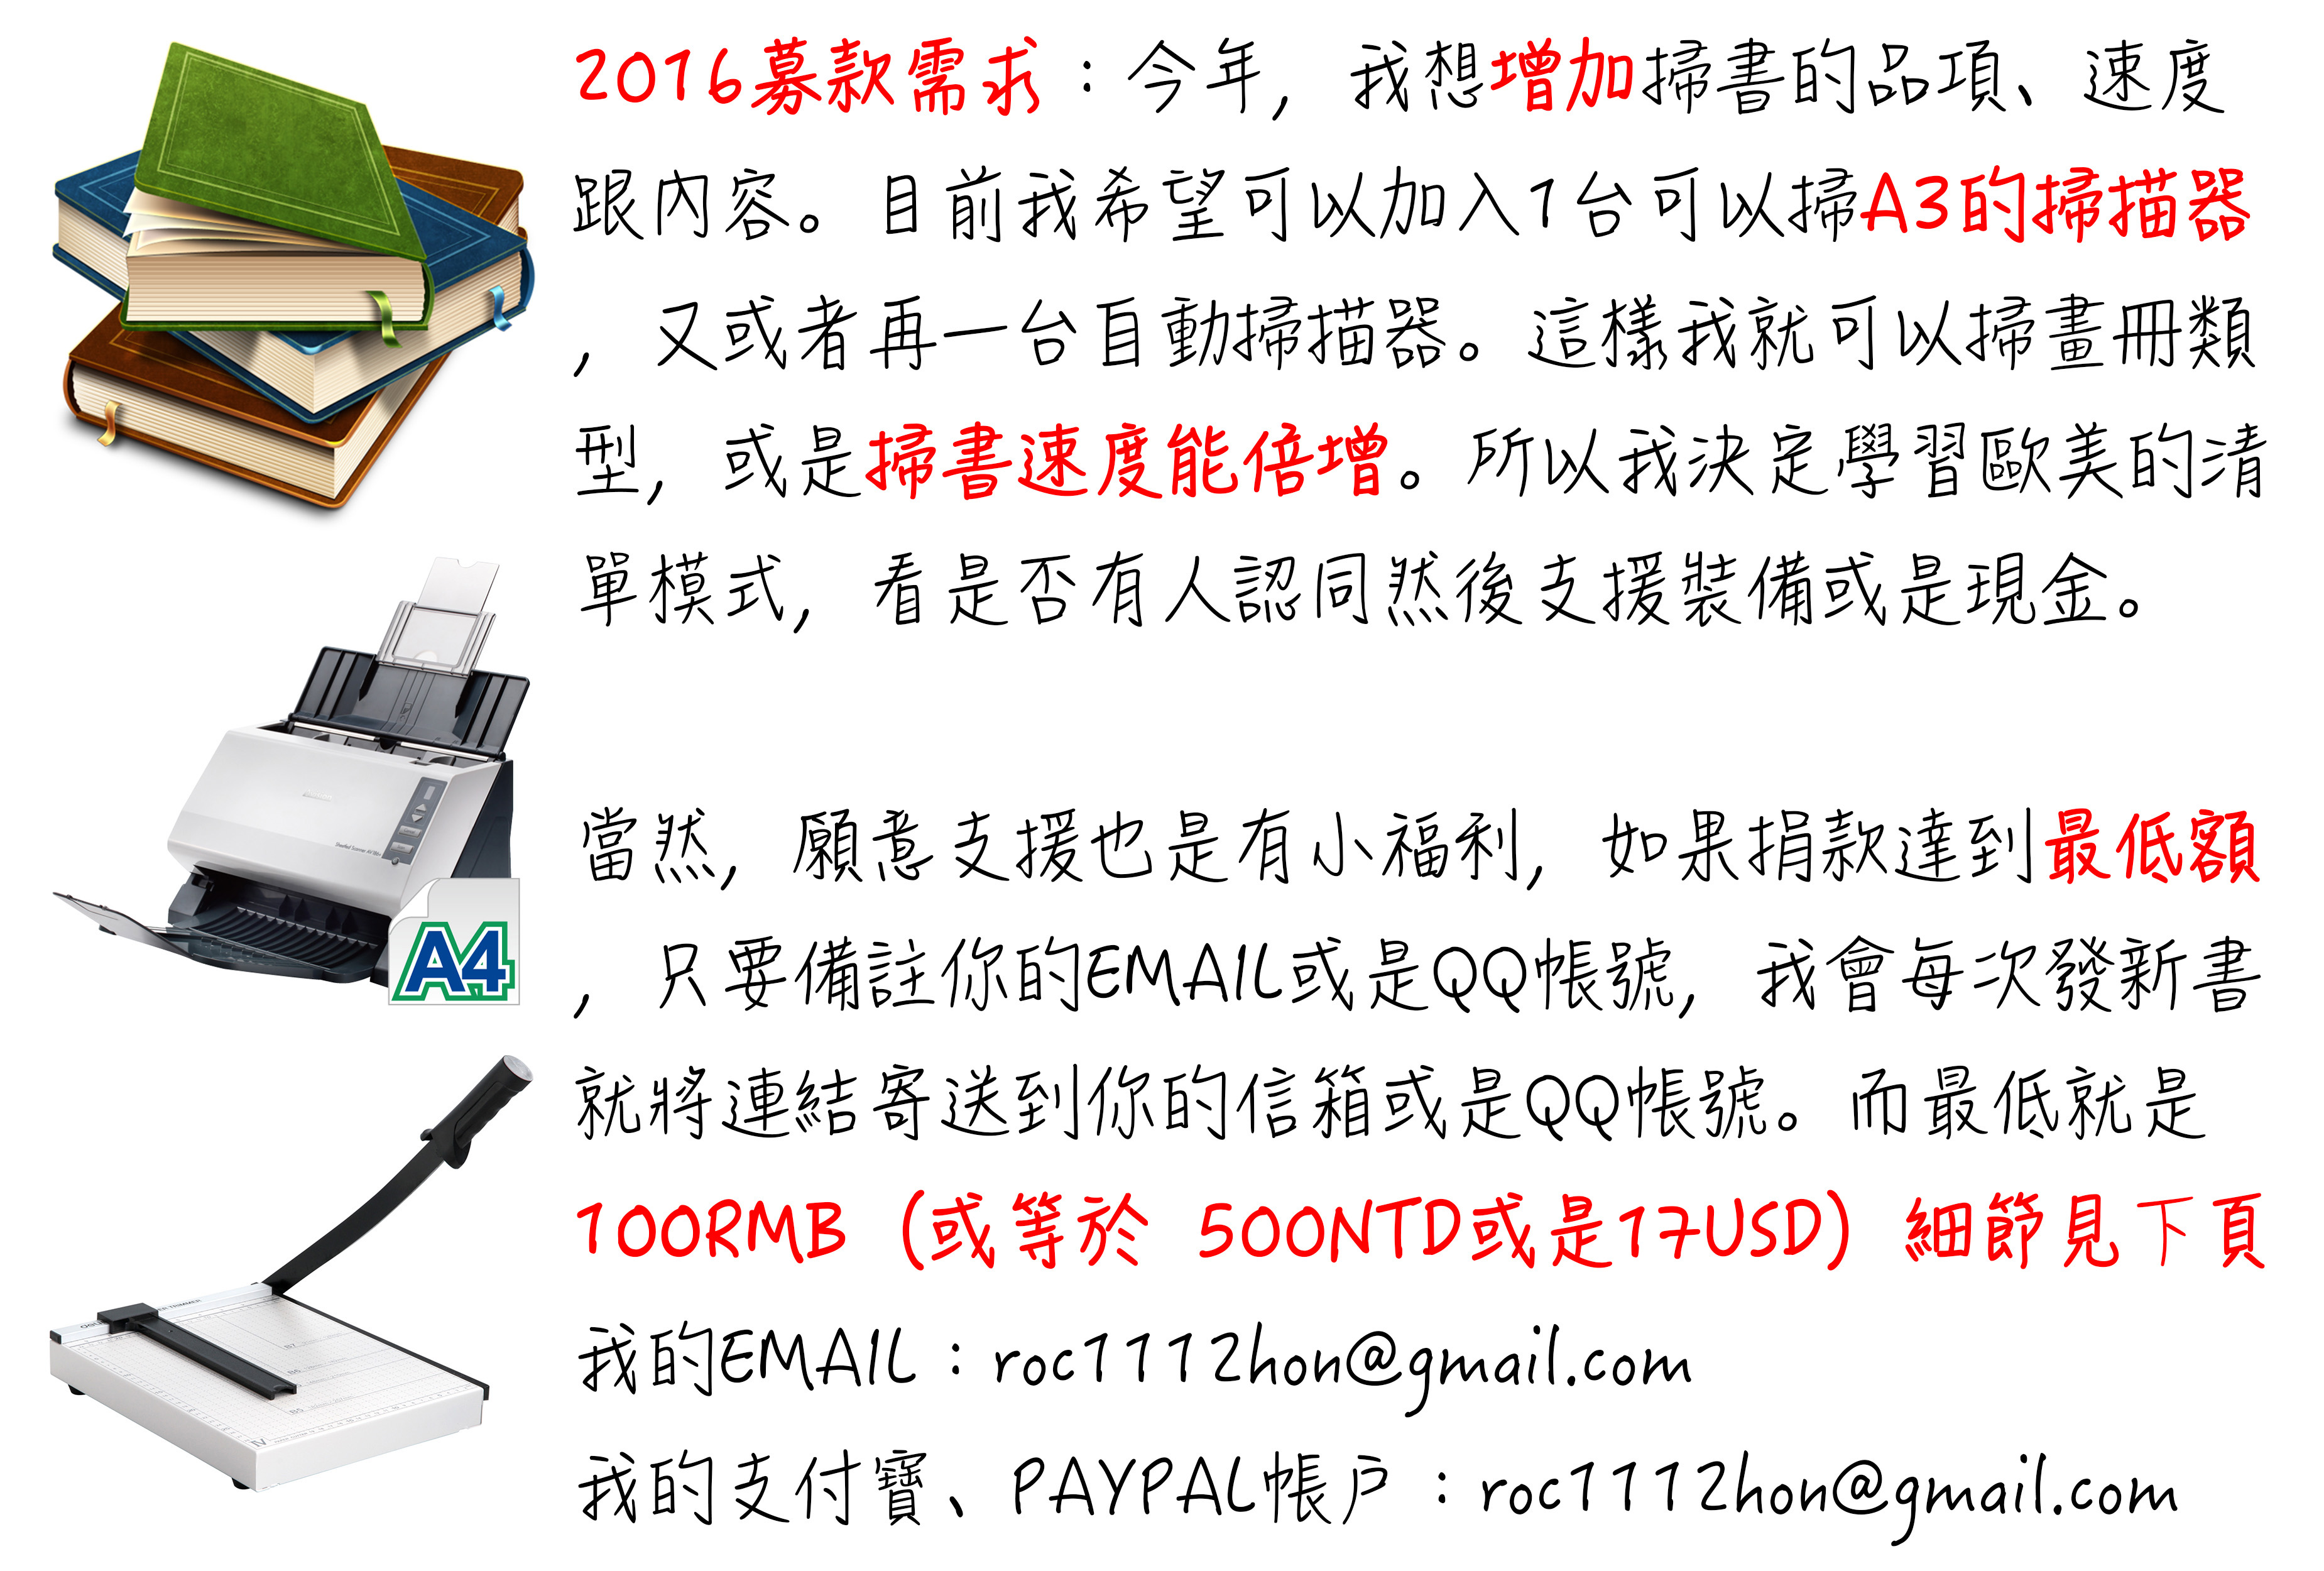 2016募款需求：今年，我想增加掃書的品項、速度
跟內容。目前我希望可以加入1台可以掃A3的掃描器
，又或者再一台自動掃描器。這樣我就可以掃畫冊類
型，或是掃書速度能倍增。所以我決定學習歐美的清
單模式，看是否有人認同然後支援裝備或是現金。
當然，願意支援也是有小福利，如果捐款達到最低額
，只要備註你的EMAIL或是QQ帳號，我會每次發新書
就將連結寄送到你的信箱或是QQ帳號。而最低就是
100RMB（或等於 500NTD或是17USD）細節見下頁
我的EMAIL：roc1112hon@gmail.com
我的支付寶、PAYPAL帳戶：roc1112hon@gmail.com
A4